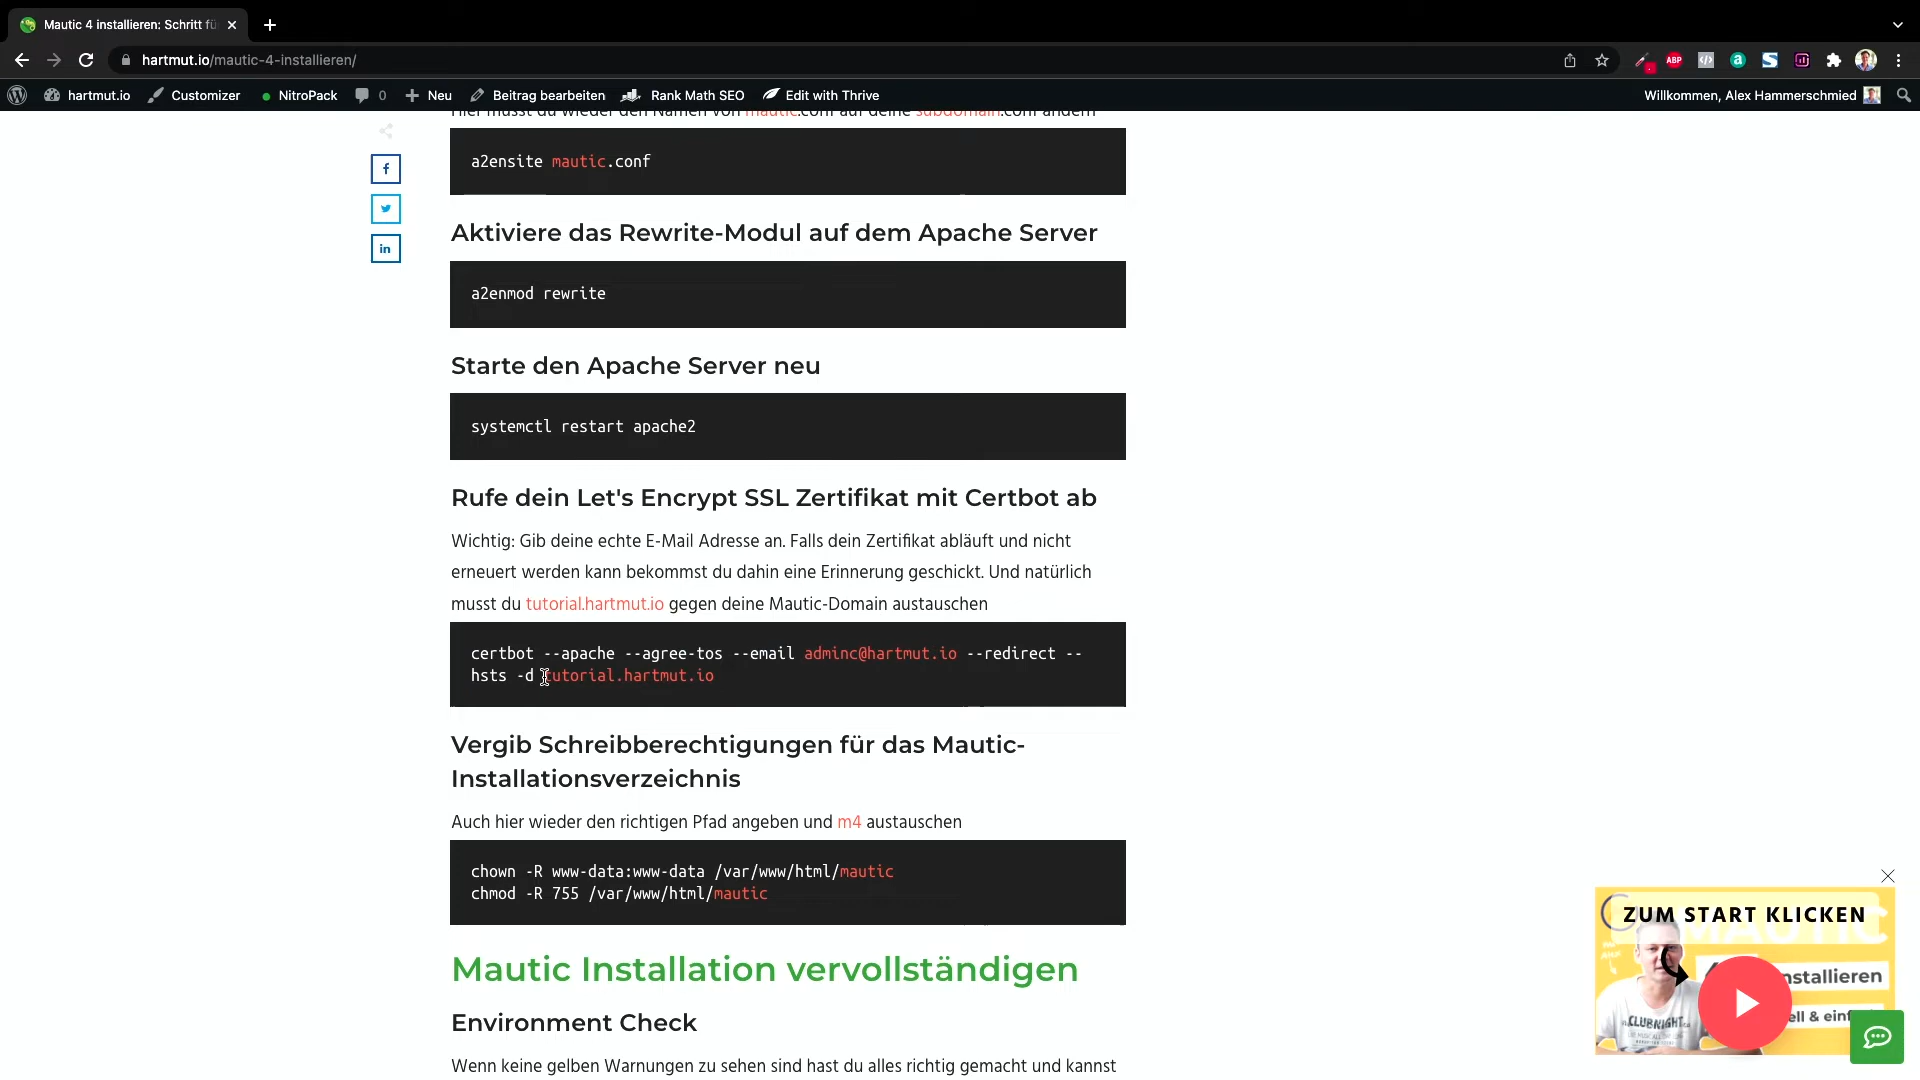 Mautic 4 installieren: Schritt fü
hartmut.io/mautic-4-installieren/
ABP
hartmut.io Customizer NitroPack 0 Neu Beitrag bearbeiten Rank Math SEO Edit with Thrive Willkommen, Alex Hammerschmied
Hier musst du wieder den Namen von mautic.conf auf deine subdomain.conf ändern
a2ensite mautic.conf
Aktiviere das Rewrite-Modul auf dem Apache Server
a2enmod rewrite
Starte den Apache Server neu
systemctl restart apache2
Rufe dein Let's Encrypt SSL Zertifikat mit Certbot ab
Wichtig: Gib deine echte E-Mail Adresse an. Falls dein Zertifikat abläuft und nicht
erneuert werden kann bekommst du dahin eine Erinnerung geschickt. Und natürlich
musst du tutorial.hartmut.io gegen deine Mautic-Domain austauschen
certbot --apache --agree-tos --email adminc@hartmut.io --redirect --
hsts -d tutorial.hartmut.io
Vergib Schreibberechtigungen für das Mautic-
Installationsverzeichnis
Auch hier wieder den richtigen Pfad angeben und m4 austauschen
chown -R www-data:www-data /var/www/html/mautic
chmod -R 755 /var/www/html/mautic
Mautic Installation vervollständigen
Environment Check
Wenn keine gelben Warnungen zu sehen sind hast du alles richtig gemacht und kannst
ZUM START KLICKEN
MAUTIC
nstallieren
ell & einf
CLUBNIGHT